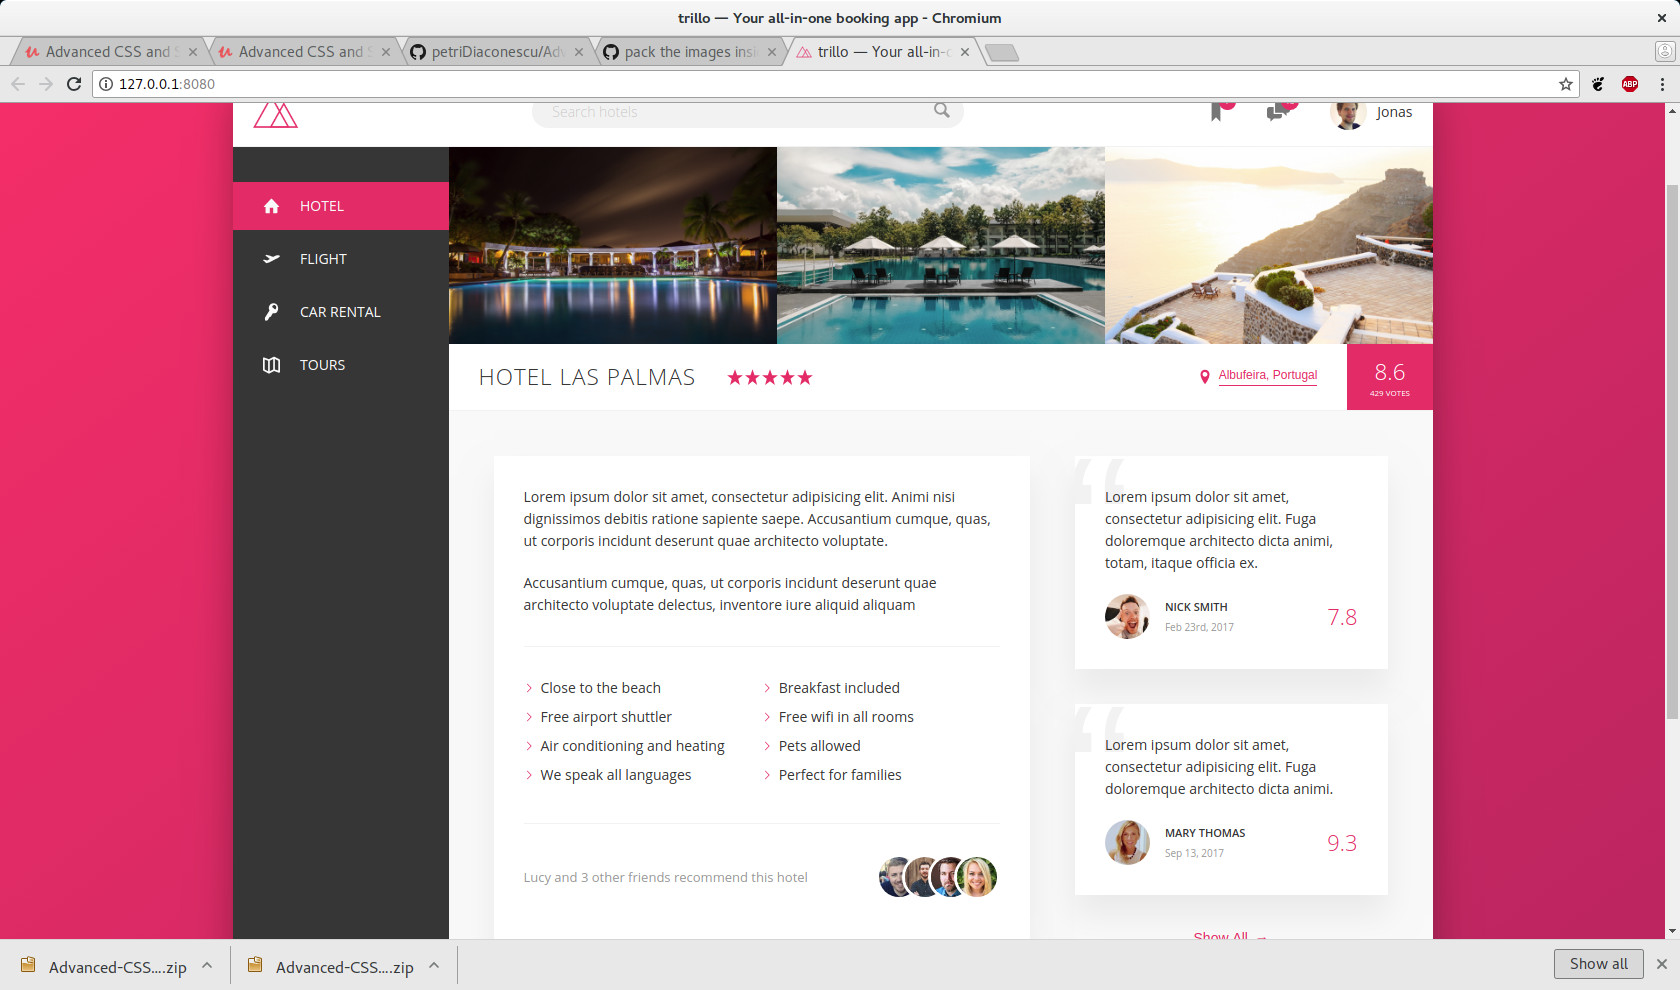 trillo — Your all-in-one booking app - Chromium
Advanced CSS and S
Advanced CSS and S
petriDiaconescu/Adv
pack the images insi
trillo — Your all-in-o
127.0.0.1:8080
ABP
Search hotels
Jonas
HOTEL
FLIGHT
CAR RENTAL
TOURS
HOTEL LAS PALMAS
Albufeira, Portugal
8.6
429 VOTES
Lorem ipsum dolor sit amet, consectetur adipisicing elit. Animi nisi
dignissimos debitis ratione sapiente saepe. Accusantium cumque, quas,
ut corporis incidunt deserunt quae architecto voluptate.
Accusantium cumque, quas, ut corporis incidunt deserunt quae
architecto voluptate delectus, inventore iure aliquid aliquam
Close to the beach
Breakfast included
Free airport shuttler
Free wifi in all rooms
Air conditioning and heating
Pets allowed
We speak all languages
Perfect for families
Lucy and 3 other friends recommend this hotel
“
Lorem ipsum dolor sit amet,
consectetur adipisicing elit. Fuga
doloremque architecto dicta animi,
totam, itaque officia ex.
NICK SMITH
Feb 23rd, 2017
7.8
“
Lorem ipsum dolor sit amet,
consectetur adipisicing elit. Fuga
doloremque architecto dicta animi.
MARY THOMAS
Sep 13, 2017
9.3
Show All →
Advanced-CSS....zip
Advanced-CSS....zip
Show all